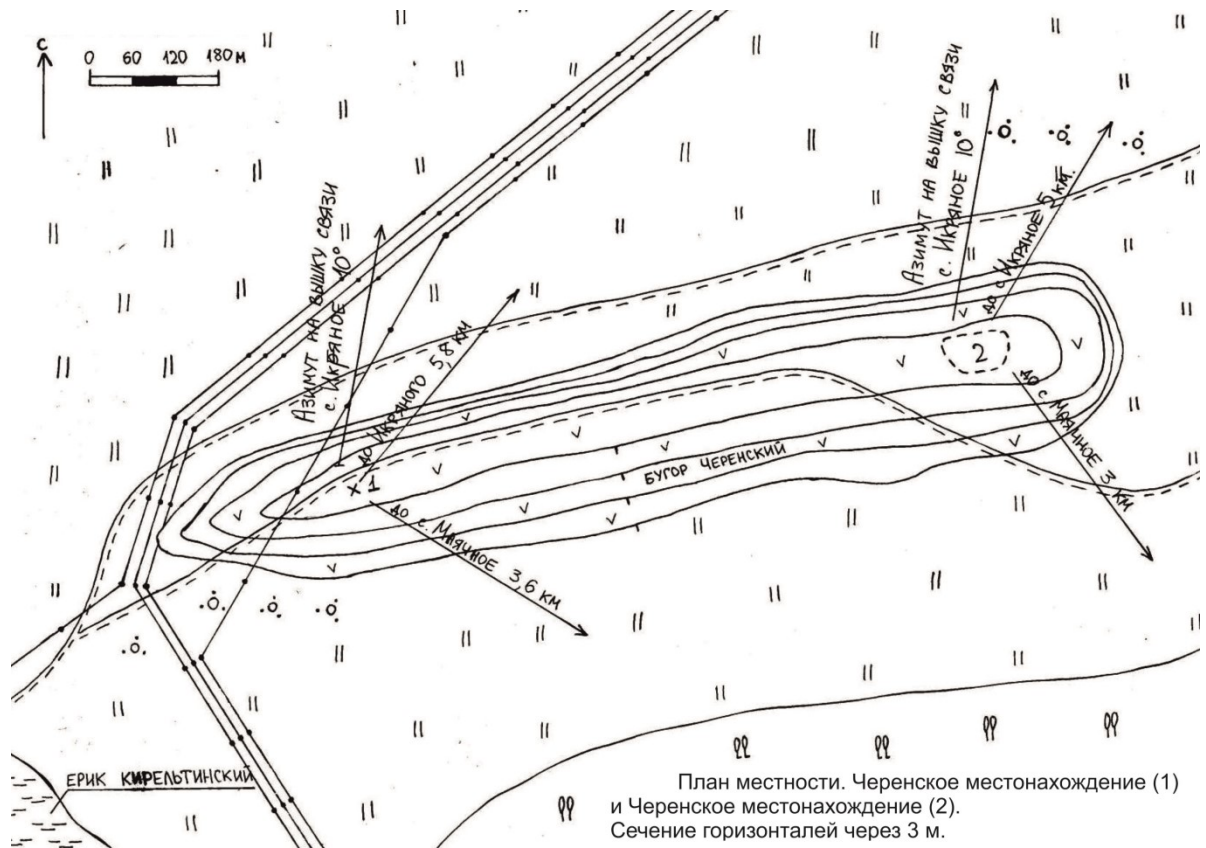 С
0 60 120 180 м
Азимут на вышку связи
с. Икряное 10°=
до Икряного 5,8 км
× 1
до с. Маячное 3,6 км
Азимут на вышку связи
с. Икряное 10°=
до с. Икряное 5 км.
2
до с. Маячное 3 км
БУГОР ЧЕРЕНСКИЙ
ЕРИК КИРЕЛЬТИНСКИЙ
План местности. Черенское местонахождение (1)
и Черенское местонахождение (2).
Сечение горизонталей через 3 м.